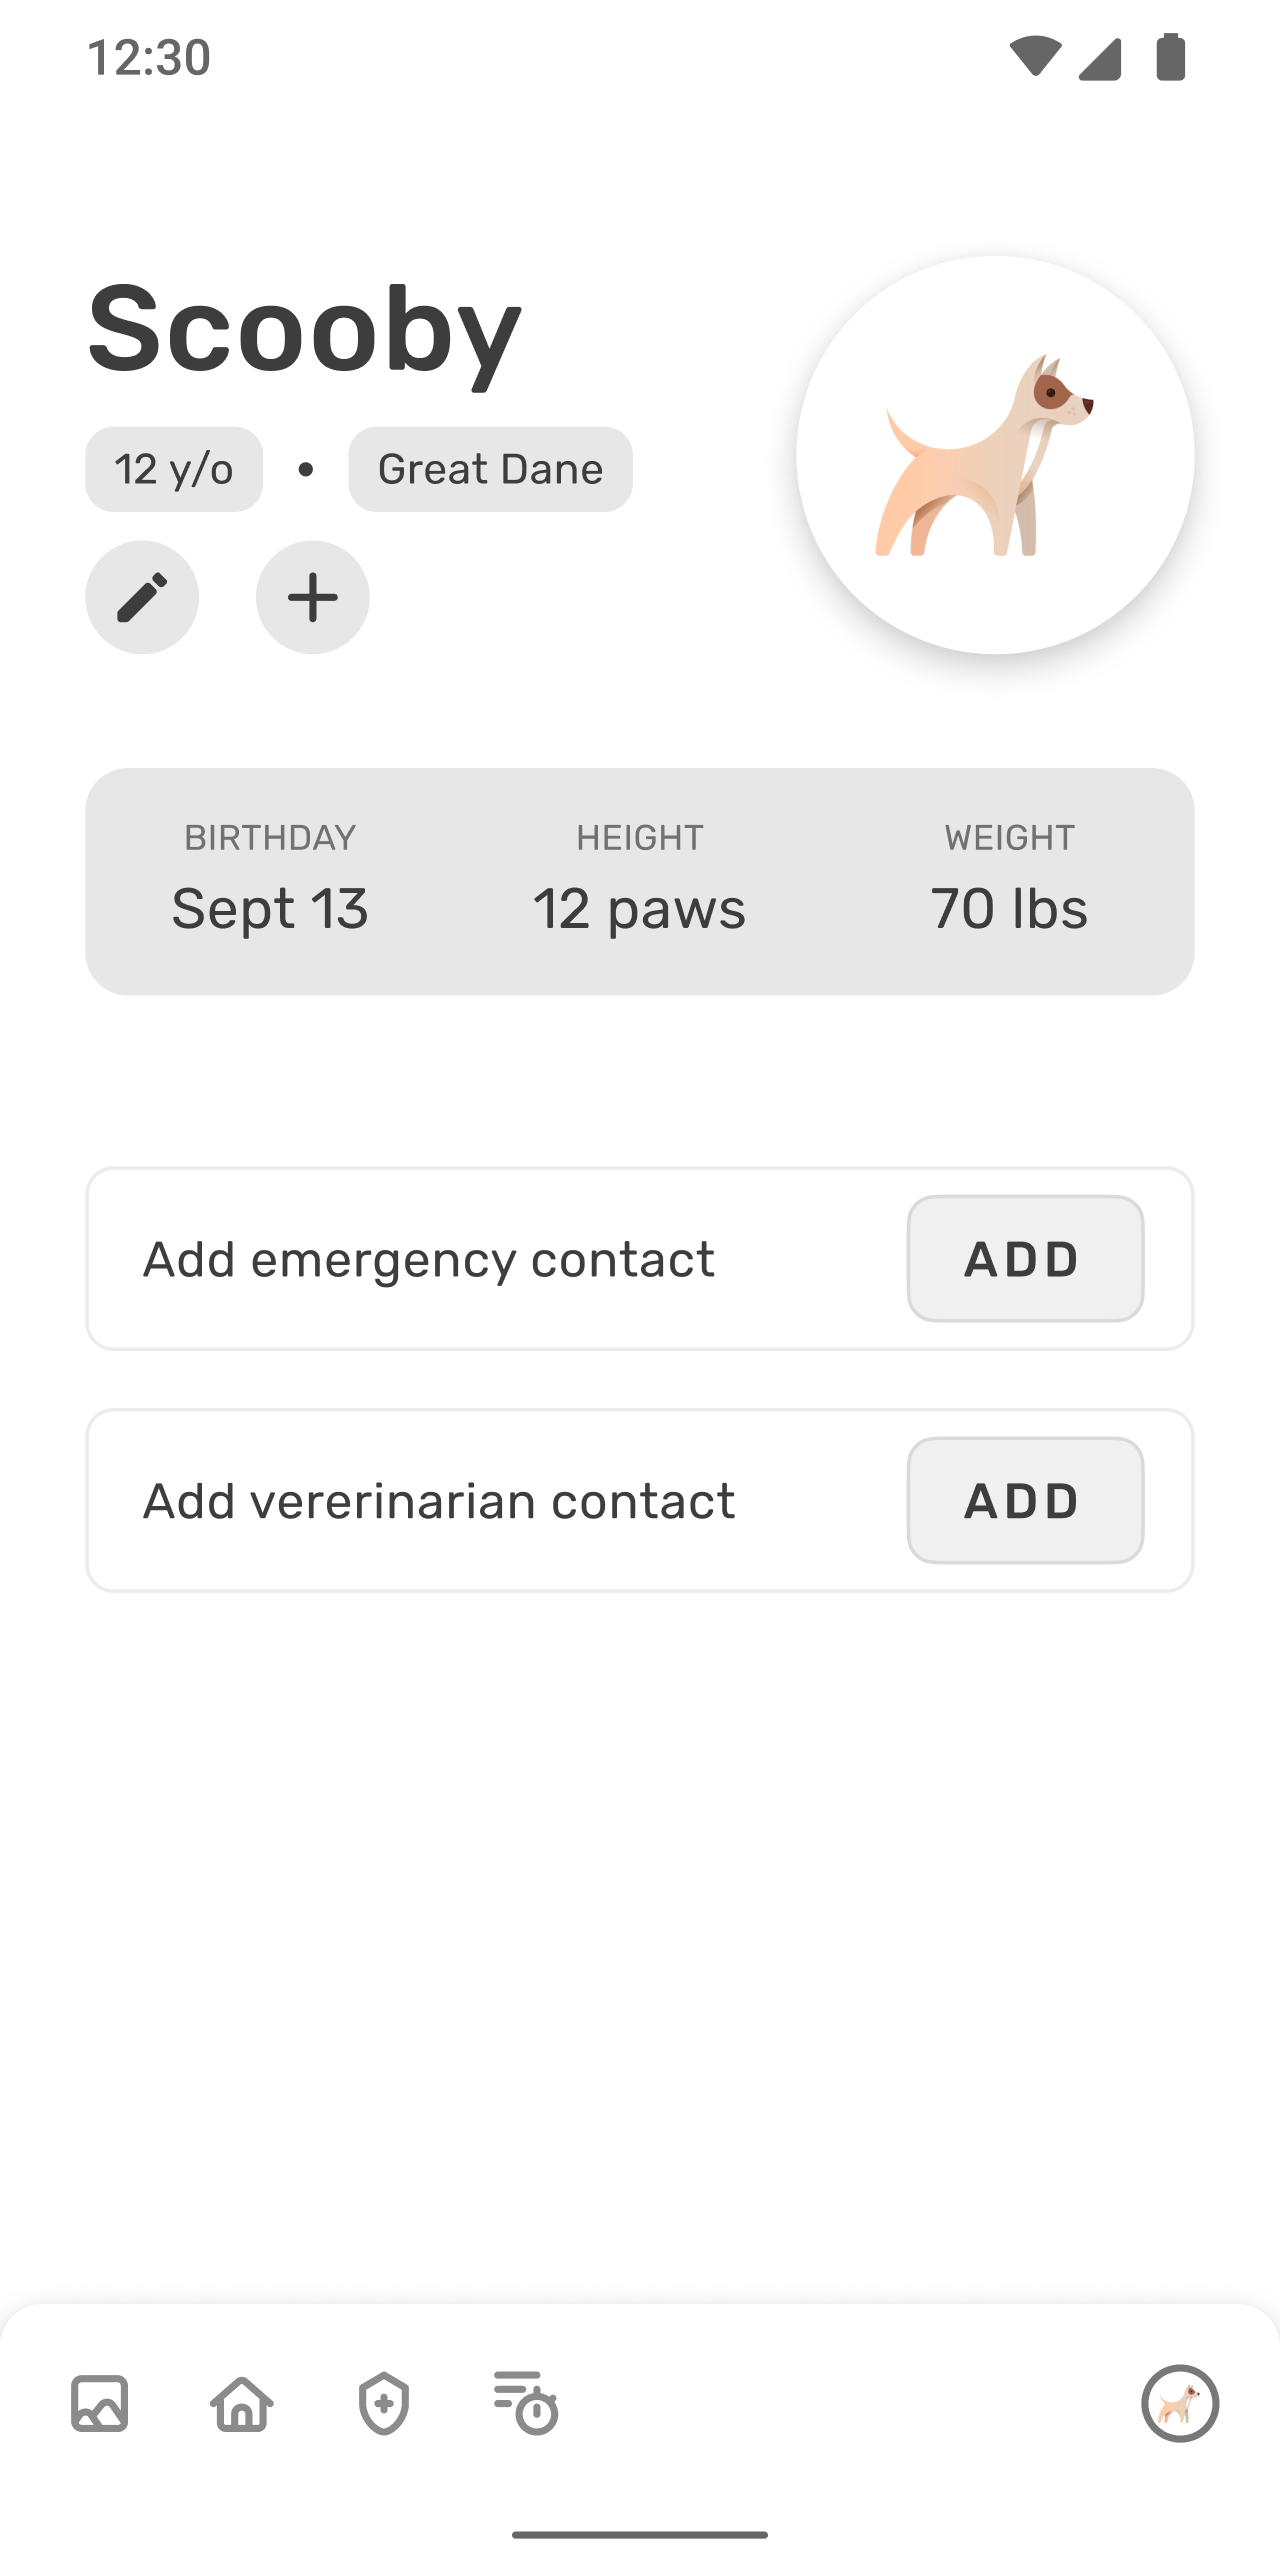 12:30
Scooby
12 y/o • Great Dane
BIRTHDAY HEIGHT WEIGHT
Sept 13 12 paws 70 lbs
Add emergency contact ADD
Add vererinarian contact ADD